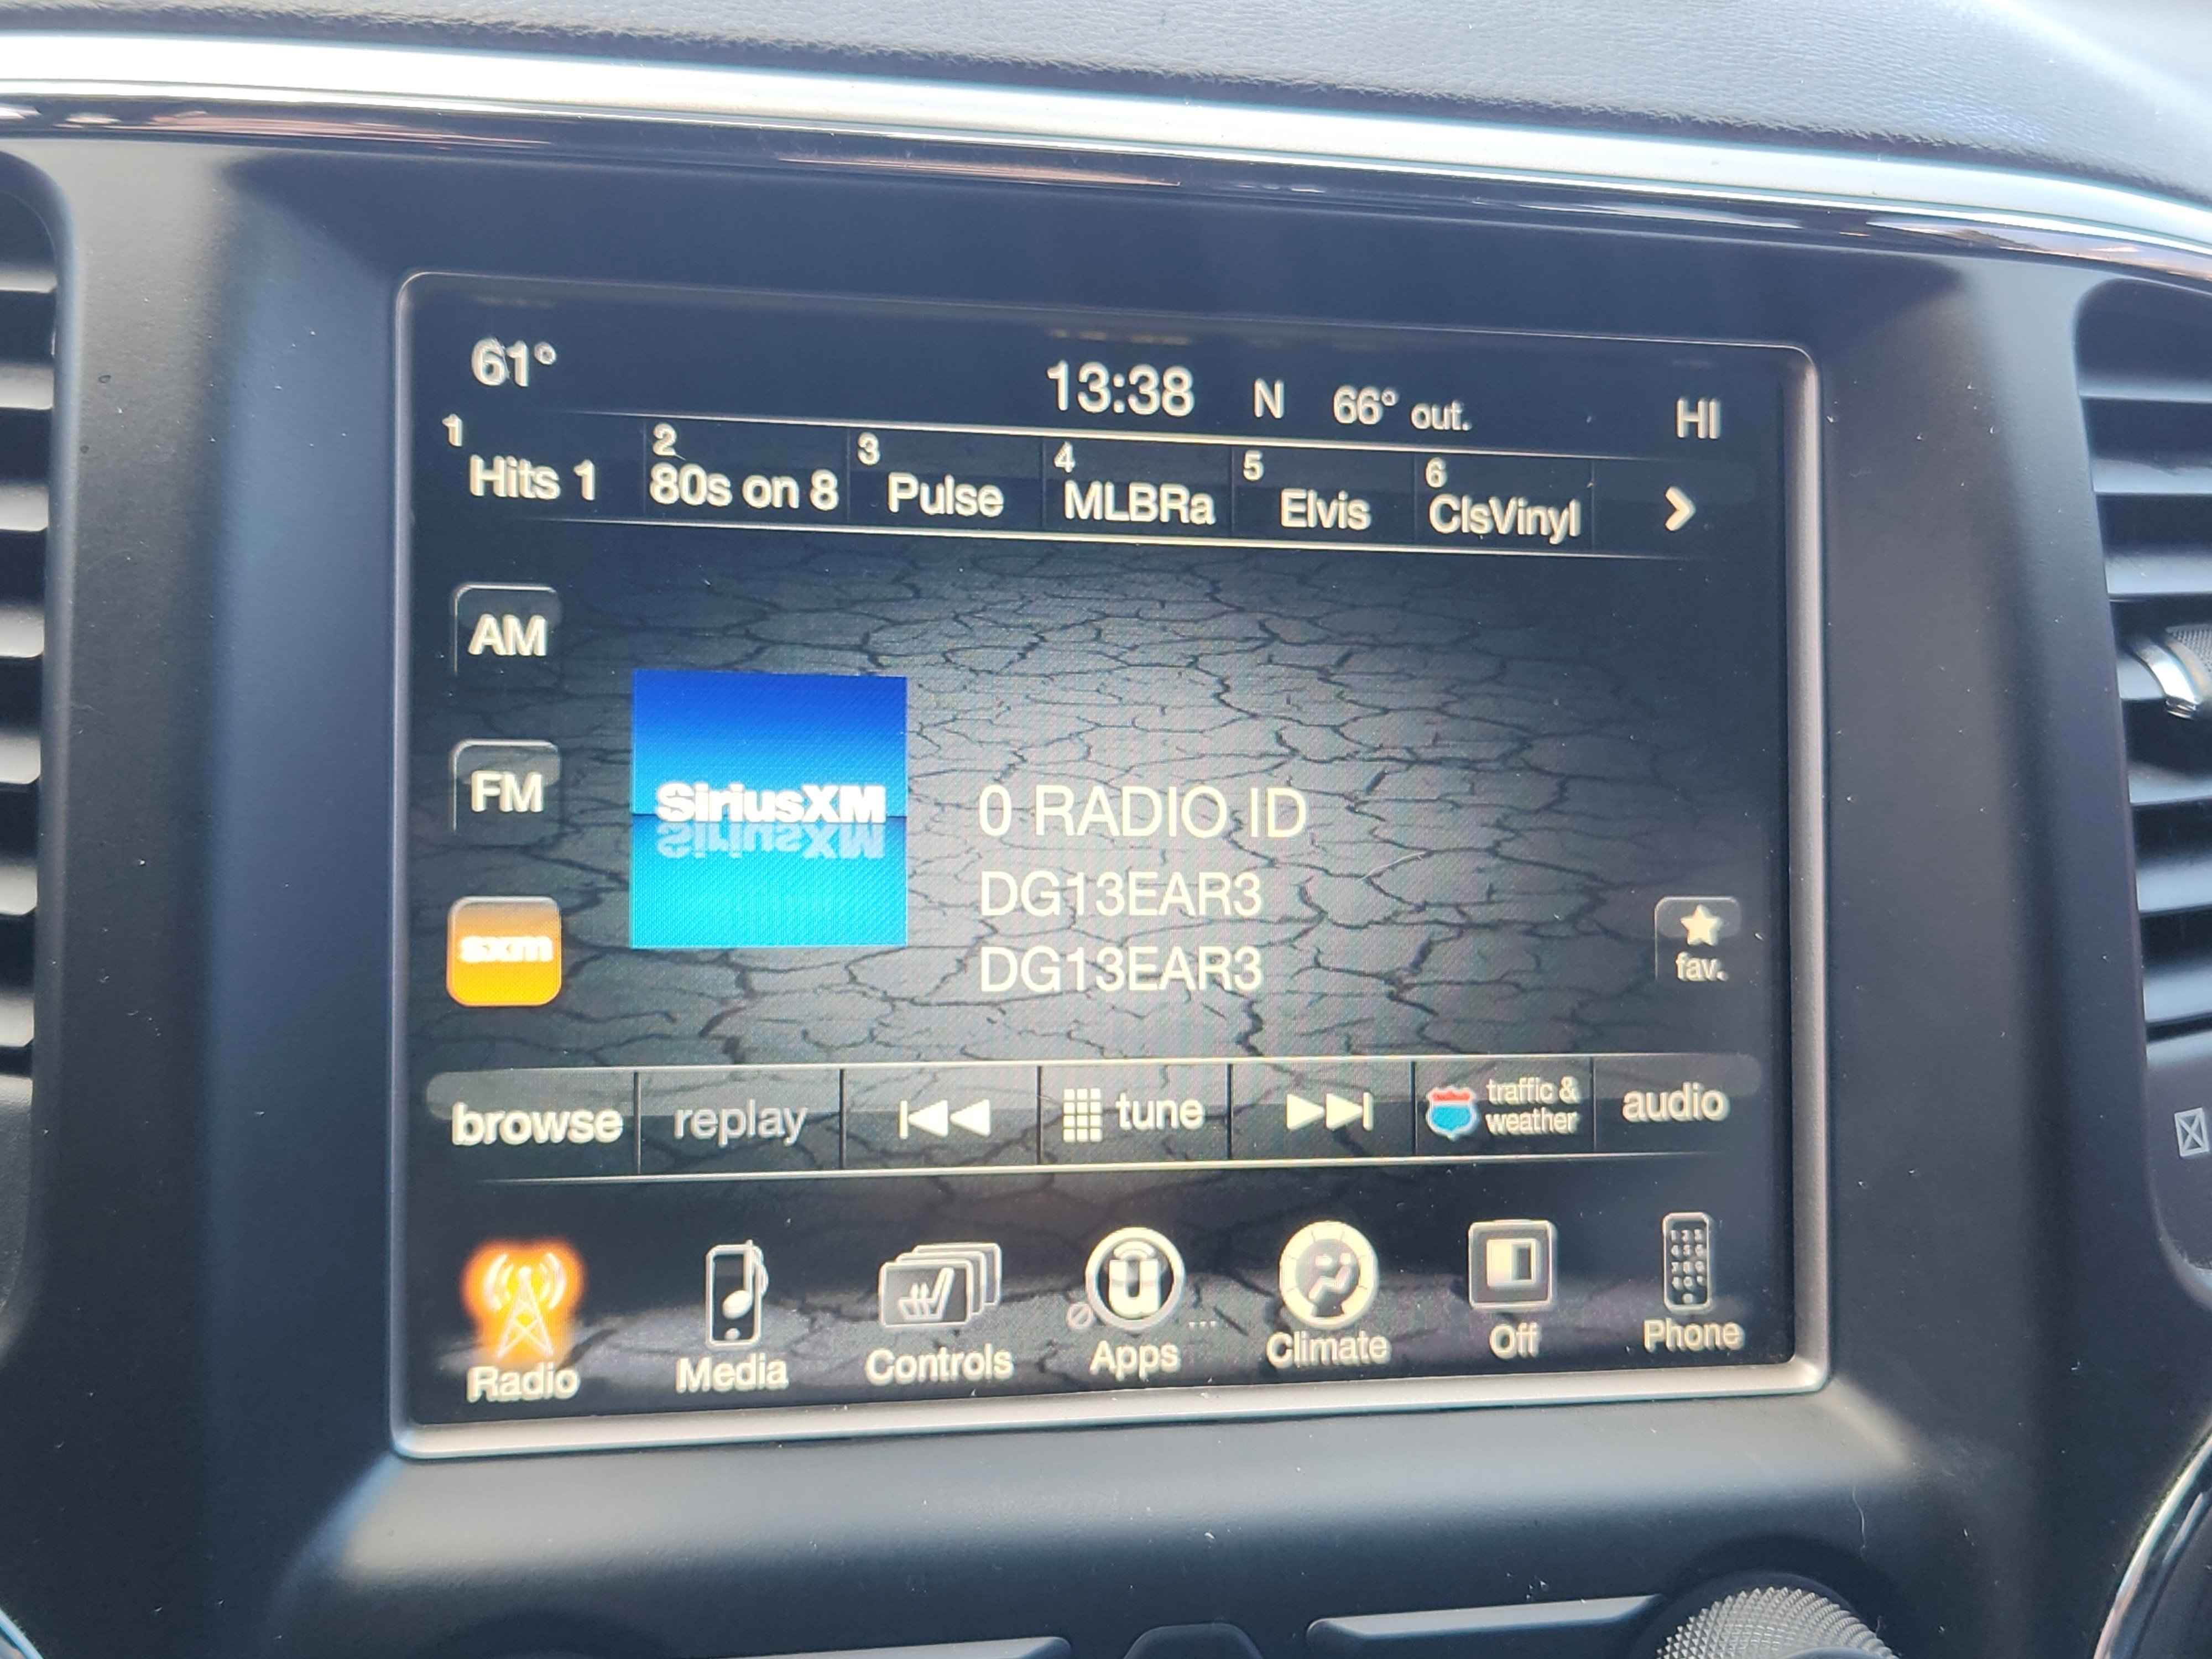 61°
13:38 N 66° out.
HI
1 Hits 1
2 80s on 8
3 Pulse
4 MLBRa
5 Elvis
6 ClsVinyl
AM
FM
sxm
SiriusXM
0 RADIO ID
DG13EAR3
DG13EAR3
fav.
browse
replay
tune
traffic &
weather
audio
Radio
Media
Controls
Apps
Climate
Off
Phone